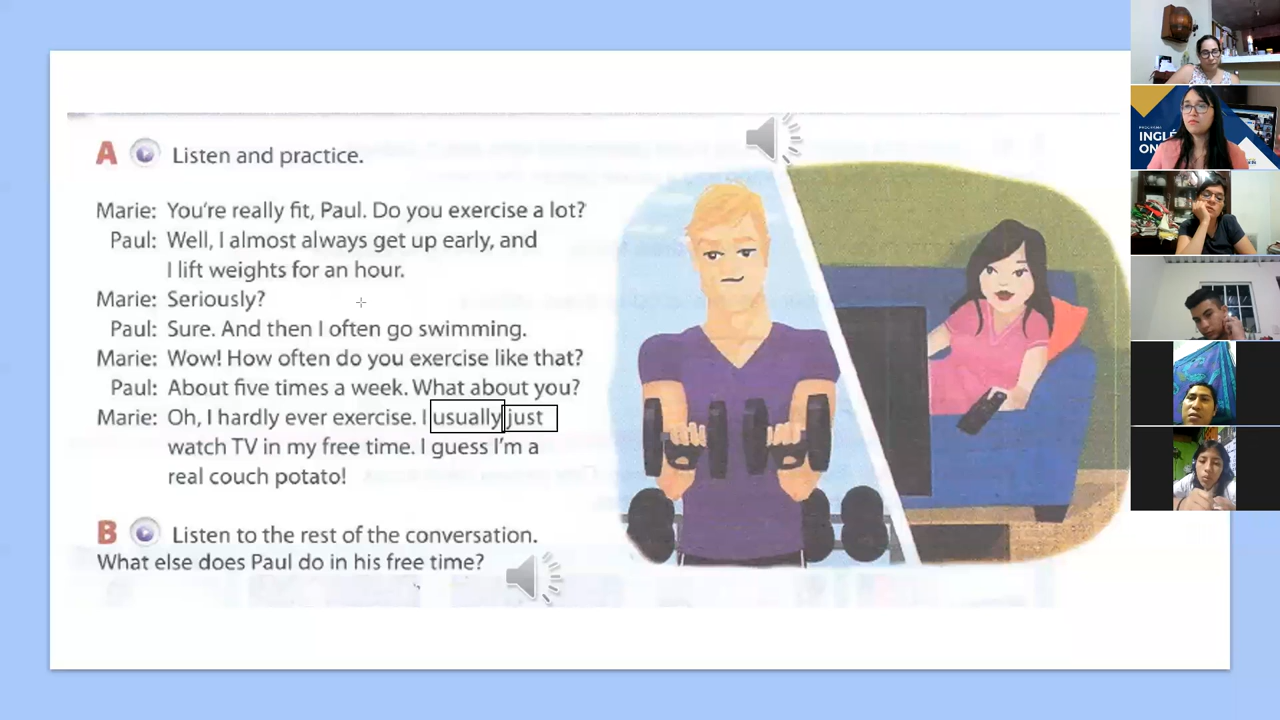 A Listen and practice.
Marie: You're really fit, Paul. Do you exercise a lot?
Paul: Well, I almost always get up early, and
I lift weights for an hour.
Marie: Seriously?
Paul: Sure. And then I often go swimming.
Marie: Wow! How often do you exercise like that?
Paul: About five times a week. What about you?
Marie: Oh, I hardly ever exercise. I usually just
watch TV in my free time. I guess I'm a
real couch potato!
B Listen to the rest of the conversation.
What else does Paul do in his free time?